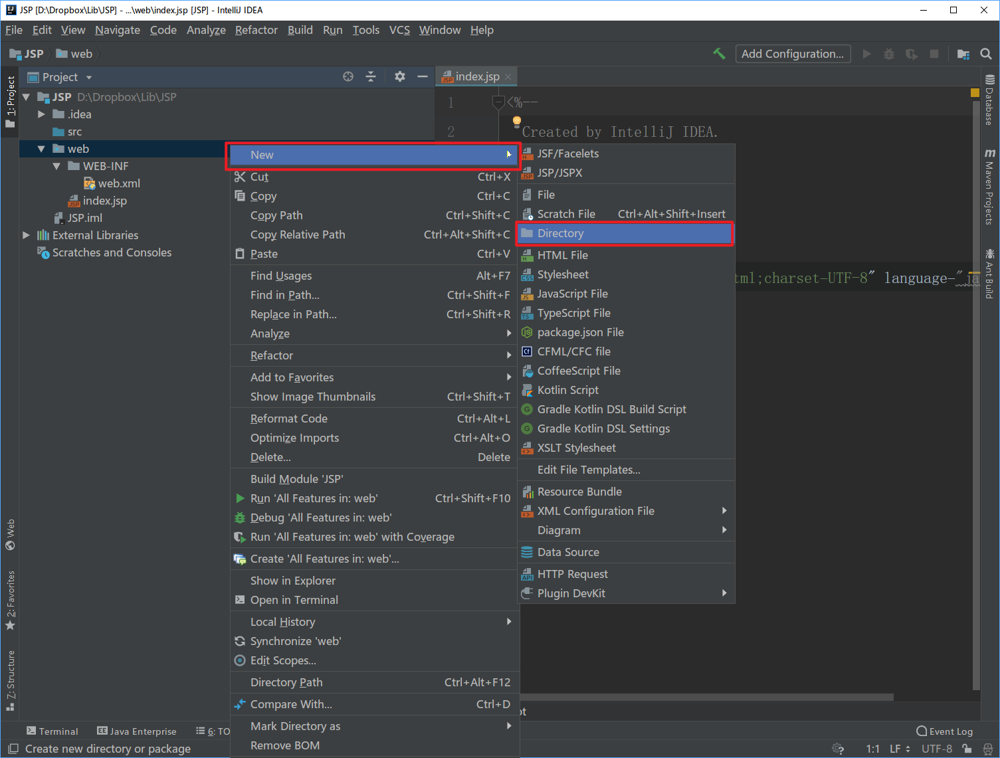 JSP [D:\Dropbox\Lib\JSP] - ...\web\index.jsp [JSP] - IntelliJ IDEA
File Edit View Navigate Code Analyze Refactor Build Run Tools VCS Window Help
JSP web Add Configuration...
Project index.jsp
JSP D:\Dropbox\Lib\JSP
.idea
src
web
WEB-INF
web.xml
index.jsp
JSP.iml
External Libraries
Scratches and Consoles
1 <%--
2 Created by IntelliJ IDEA.
tml;charset=UTF-8" language="ja
New
Cut Ctrl+X
Copy Ctrl+C
Copy Path Ctrl+Shift+C
Copy Relative Path Ctrl+Alt+Shift+C
Paste Ctrl+V
Find Usages Alt+F7
Find in Path... Ctrl+Shift+F
Replace in Path... Ctrl+Shift+R
Analyze
Refactor
Add to Favorites
Show Image Thumbnails Ctrl+Shift+T
Reformat Code Ctrl+Alt+L
Optimize Imports Ctrl+Alt+O
Delete... Delete
Build Module 'JSP'
Run 'All Features in: web' Ctrl+Shift+F10
Debug 'All Features in: web'
Run 'All Features in: web' with Coverage
Create 'All Features in: web'...
Show in Explorer
Open in Terminal
Local History
Synchronize 'web'
Edit Scopes...
Directory Path Ctrl+Alt+F12
Compare With... Ctrl+D
Mark Directory as
Remove BOM
JSF/Facelets
JSP/JSPX
File
Scratch File Ctrl+Alt+Shift+Insert
Directory
HTML File
Stylesheet
JavaScript File
TypeScript File
package.json File
CFML/CFC file
CoffeeScript File
Kotlin Script
Gradle Kotlin DSL Build Script
Gradle Kotlin DSL Settings
XSLT Stylesheet
Edit File Templates...
Resource Bundle
XML Configuration File
Diagram
Data Source
HTTP Request
Plugin DevKit
1: Project
Web
2: Favorites
7: Structure
Database
Maven Projects
Ant Build
ot
Terminal Java Enterprise 6: TO Event Log
Create new directory or package 1:1 LF UTF-8